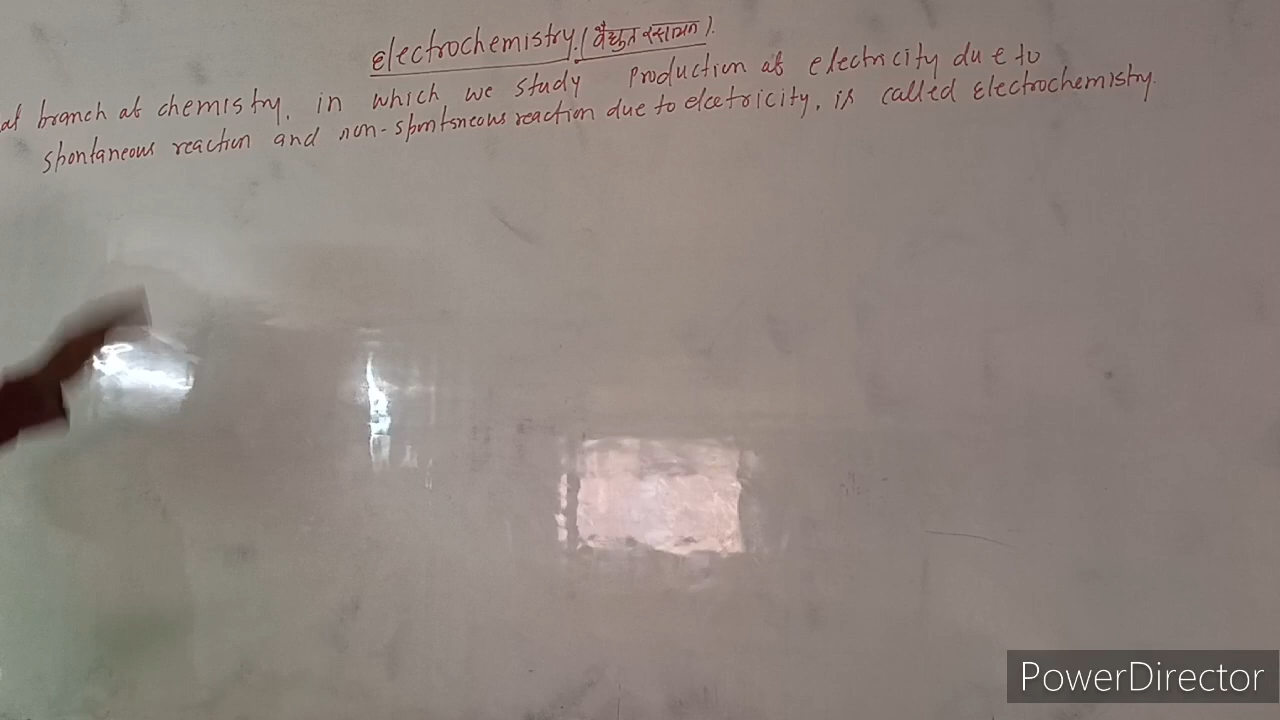 electrochemistry.(वैद्युत रसायन).
at branch of chemistry, in which we study production of electricity due to
spontaneous reaction and non-spontaneous reaction due to electricity, is called electrochemistry.
PowerDirector